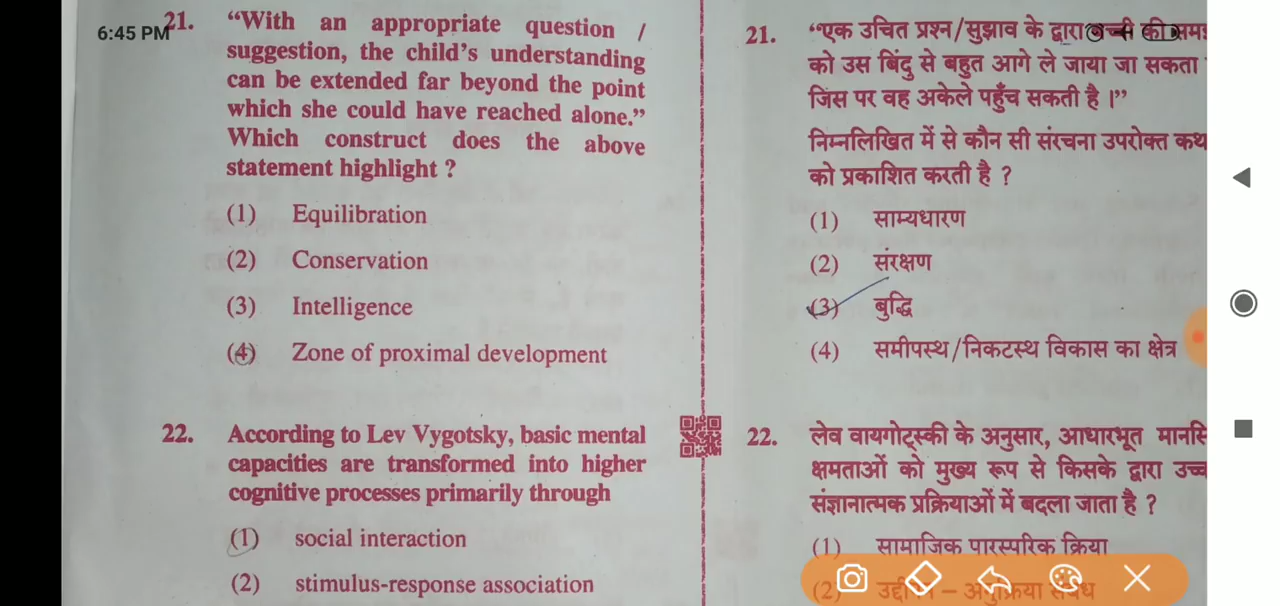 6:45 PM
21. “With an appropriate question /
suggestion, the child’s understanding
can be extended far beyond the point
which she could have reached alone.”
Which construct does the above
statement highlight ?
(1) Equilibration
(2) Conservation
(3) Intelligence
(4) Zone of proximal development
22. According to Lev Vygotsky, basic mental
capacities are transformed into higher
cognitive processes primarily through
(1) social interaction
(2) stimulus-response association
21. “एक उचित प्रश्न/सुझाव के द्वारा बच्ची की
को उस बिंदु से बहुत आगे ले जाया जा सकता
जिस पर वह अकेले पहुँच सकती है ।”
निम्नलिखित में से कौन सी संरचना उपरोक्त
को प्रकाशित करती है ?
(1) साम्यधारण
(2) संरक्षण
(3) बुद्धि
(4) समीपस्थ/निकटस्थ विकास का क्षेत्र
22. लेव वायगोट्स्की के अनुसार, आधारभूत
क्षमताओं को मुख्य रूप से किसके द्वारा उच्च
संज्ञानात्मक प्रक्रियाओं में बदला जाता है ?
(1) सामाजिक पारस्परिक क्रिया
(2) – अनुक्रिया संबंध